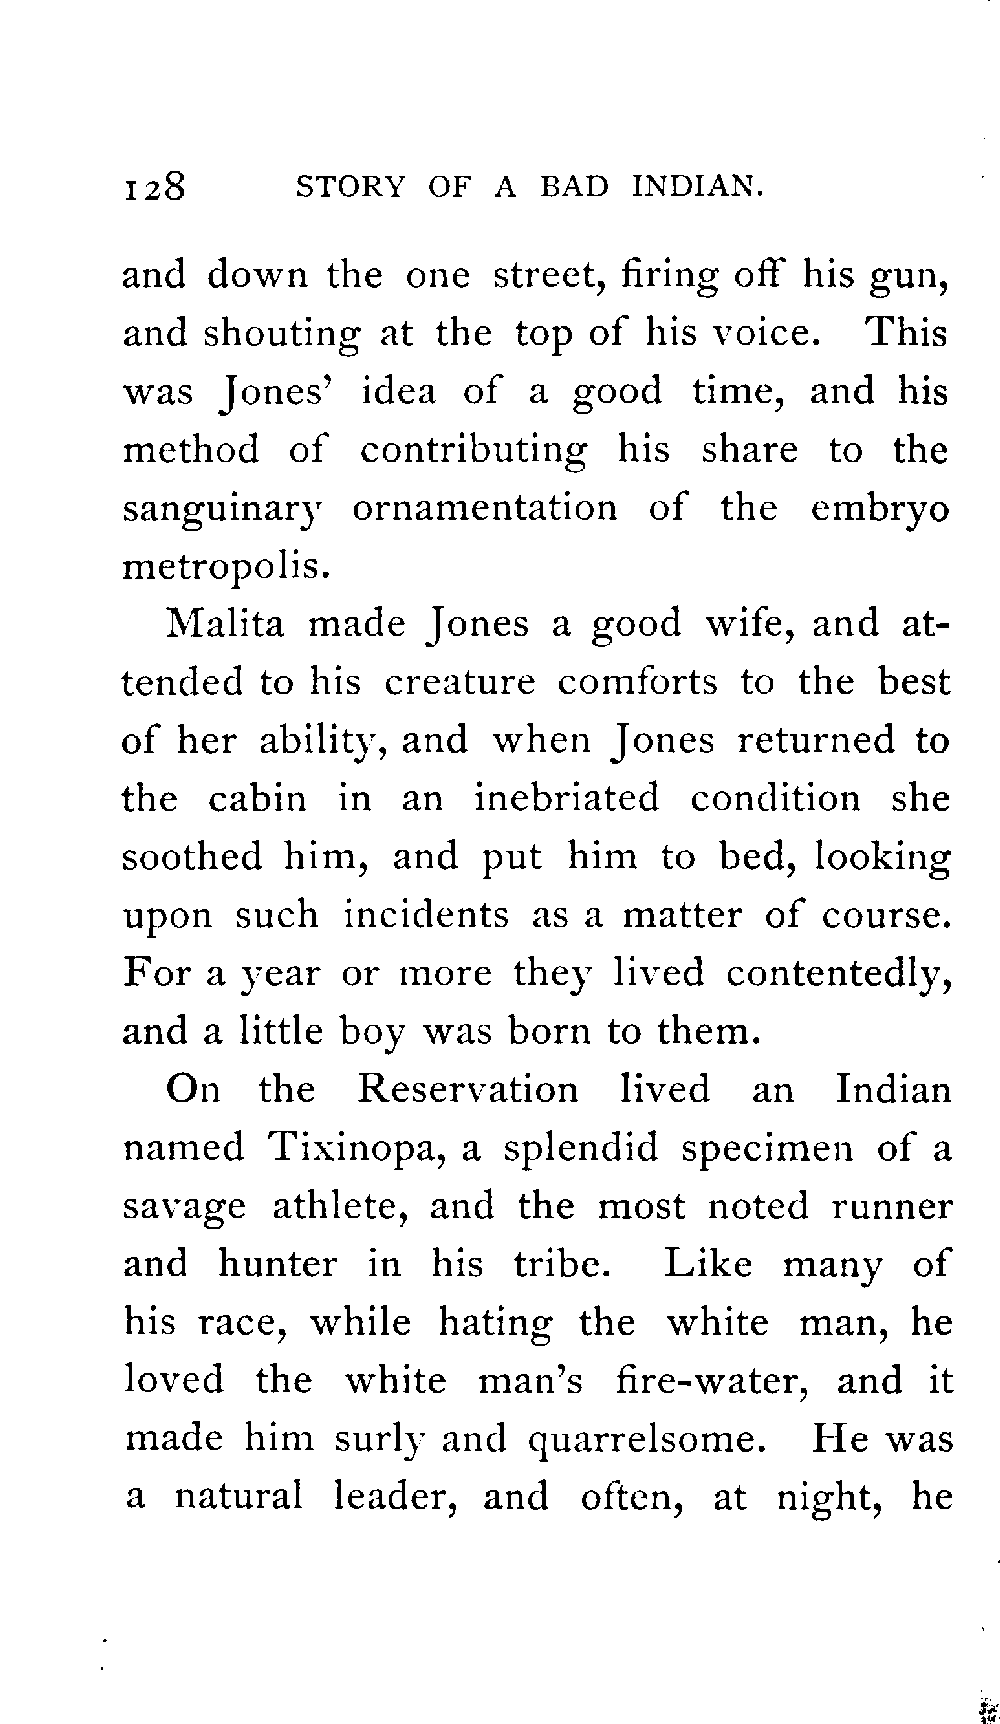 128 STORY OF A BAD INDIAN.
and down the one street, firing off his gun,
and shouting at the top of his voice. This
was Jones' idea of a good time, and his
method of contributing his share to the
sanguinary ornamentation of the embryo
metropolis.
Malita made Jones a good wife, and at-
tended to his creature comforts to the best
of her ability, and when Jones returned to
the cabin in an inebriated condition she
soothed him, and put him to bed, looking
upon such incidents as a matter of course.
For a year or more they lived contentedly,
and a little boy was born to them.
On the Reservation lived an Indian
named Tixinopa, a splendid specimen of a
savage athlete, and the most noted runner
and hunter in his tribe. Like many of
his race, while hating the white man, he
loved the white man's fire-water, and it
made him surly and quarrelsome. He was
a natural leader, and often, at night, he